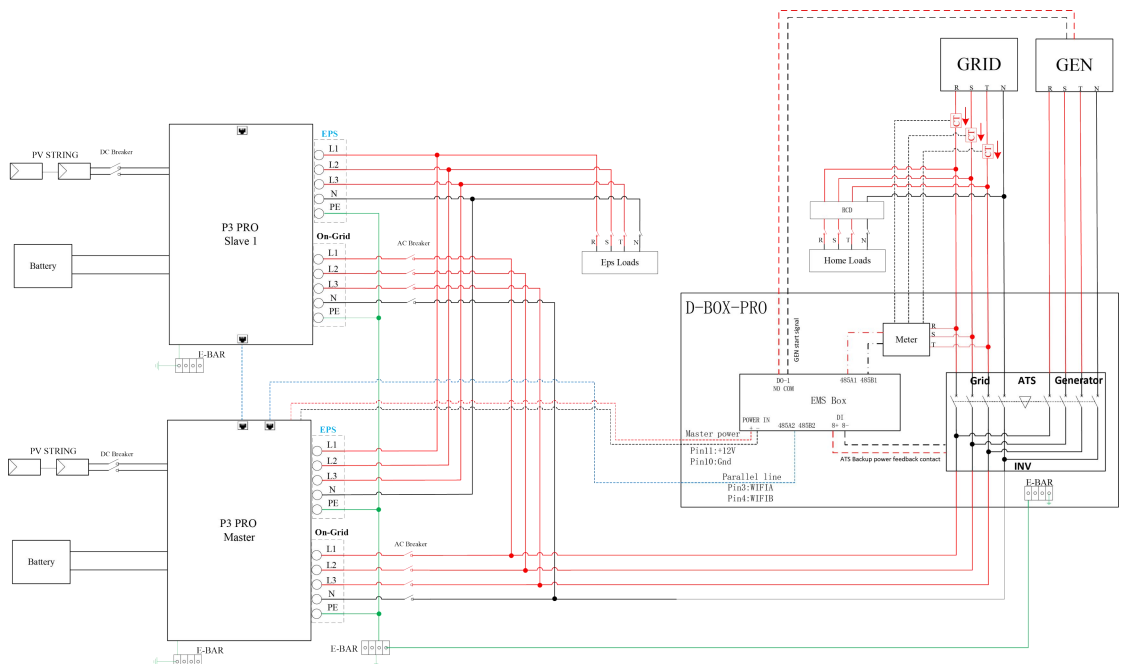 GRID
GEN
R S T N
R S T N
CT
CT
CT
PV STRING
DC Breaker
P3 PRO
Slave 1
Battery
EPS
L1
L2
L3
N
PE
On-Grid
L1
L2
L3
N
PE
AC Breaker
E-BAR
R S T N
Eps Loads
RCD
R S T N
Home Loads
D-BOX-PRO
GEN start signal
Meter
R
S
T
DO-1
NO COM
485A1 485B1
EMS Box
POWER IN
+ -
485A2 485B2
DI
8+ 8-
Grid ATS Generator
INV
Master power
Pin11:+12V
Pin10:Gnd
ATS Backup power feedback contact
Parallel line
Pin3:WIFIA
Pin4:WIFIB
E-BAR
PV STRING
DC Breaker
P3 PRO
Master
Battery
EPS
L1
L2
L3
N
PE
On-Grid
L1
L2
L3
N
PE
AC Breaker
E-BAR
E-BAR